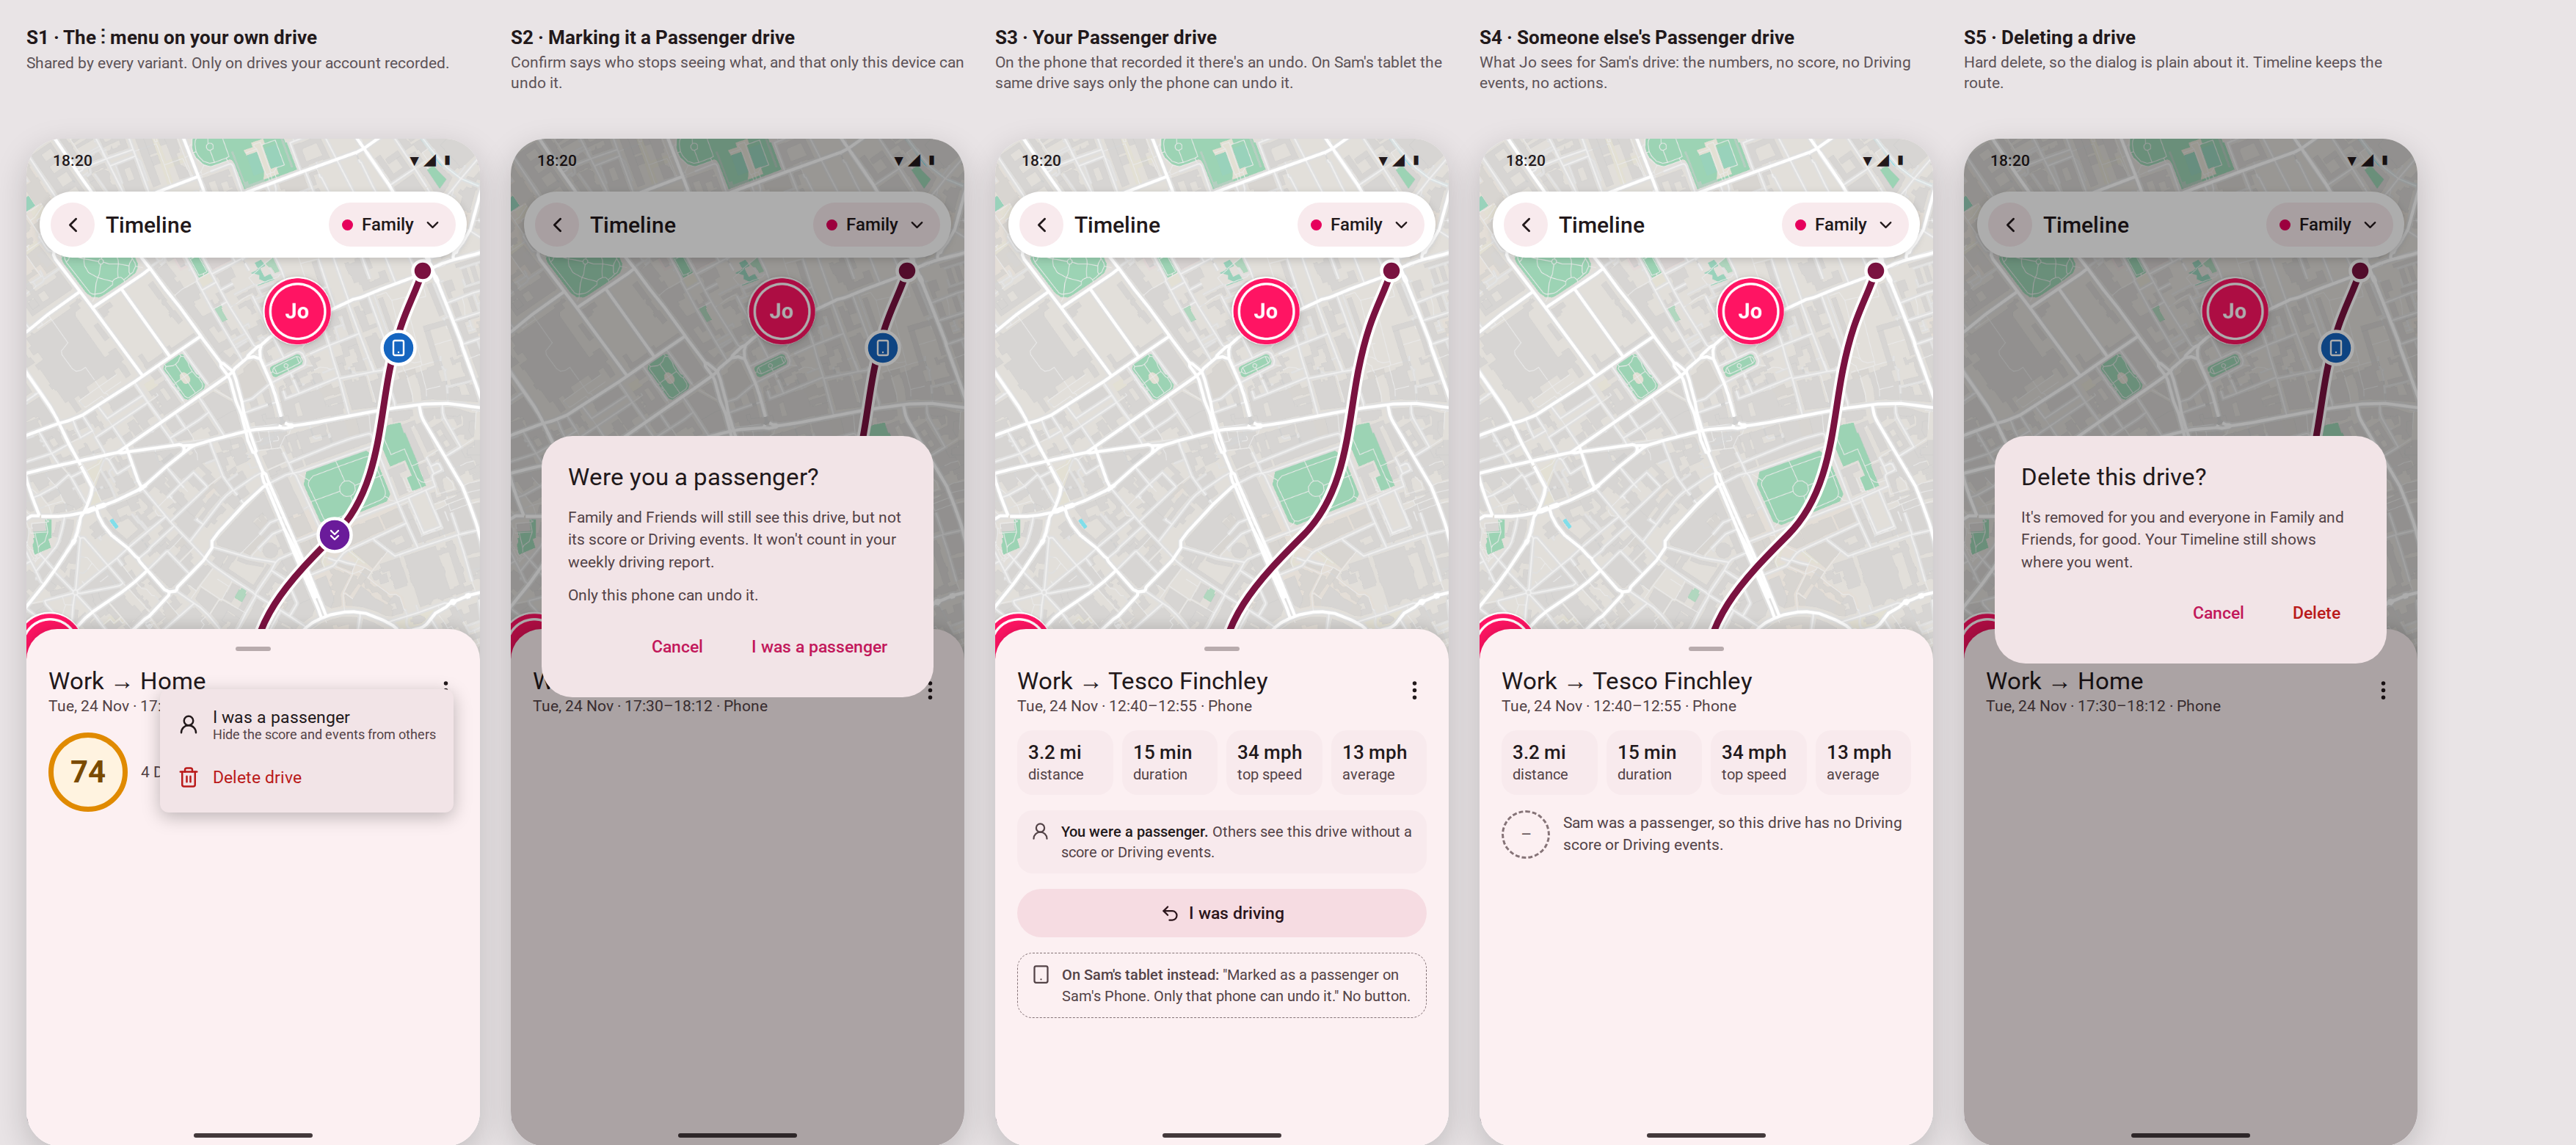 S1 · The ⋮ menu on your own drive
Shared by every variant. Only on drives your account recorded.
18:20
Timeline
Family
Jo
Work → Home
Tue, 24 Nov · 17:
I was a passenger
Hide the score and events from others
74
4 D
Delete drive
S2 · Marking it a Passenger drive
Confirm says who stops seeing what, and that only this device can
undo it.
18:20
Timeline
Family
Jo
Were you a passenger?
Family and Friends will still see this drive, but not
its score or Driving events. It won't count in your
weekly driving report.
Only this phone can undo it.
Cancel
I was a passenger
W
Tue, 24 Nov · 17:30–18:12 · Phone
S3 · Your Passenger drive
On the phone that recorded it there's an undo. On Sam's tablet the
same drive says only the phone can undo it.
18:20
Timeline
Family
Jo
Work → Tesco Finchley
Tue, 24 Nov · 12:40–12:55 · Phone
3.2 mi
distance
15 min
duration
34 mph
top speed
13 mph
average
You were a passenger. Others see this drive without a
score or Driving events.
I was driving
On Sam's tablet instead: "Marked as a passenger on
Sam's Phone. Only that phone can undo it." No button.
S4 · Someone else's Passenger drive
What Jo sees for Sam's drive: the numbers, no score, no Driving
events, no actions.
18:20
Timeline
Family
Jo
Work → Tesco Finchley
Tue, 24 Nov · 12:40–12:55 · Phone
3.2 mi
distance
15 min
duration
34 mph
top speed
13 mph
average
–
Sam was a passenger, so this drive has no Driving
score or Driving events.
S5 · Deleting a drive
Hard delete, so the dialog is plain about it. Timeline keeps the
route.
18:20
Timeline
Family
Jo
Delete this drive?
It's removed for you and everyone in Family and
Friends, for good. Your Timeline still shows
where you went.
Cancel
Delete
Work → Home
Tue, 24 Nov · 17:30–18:12 · Phone